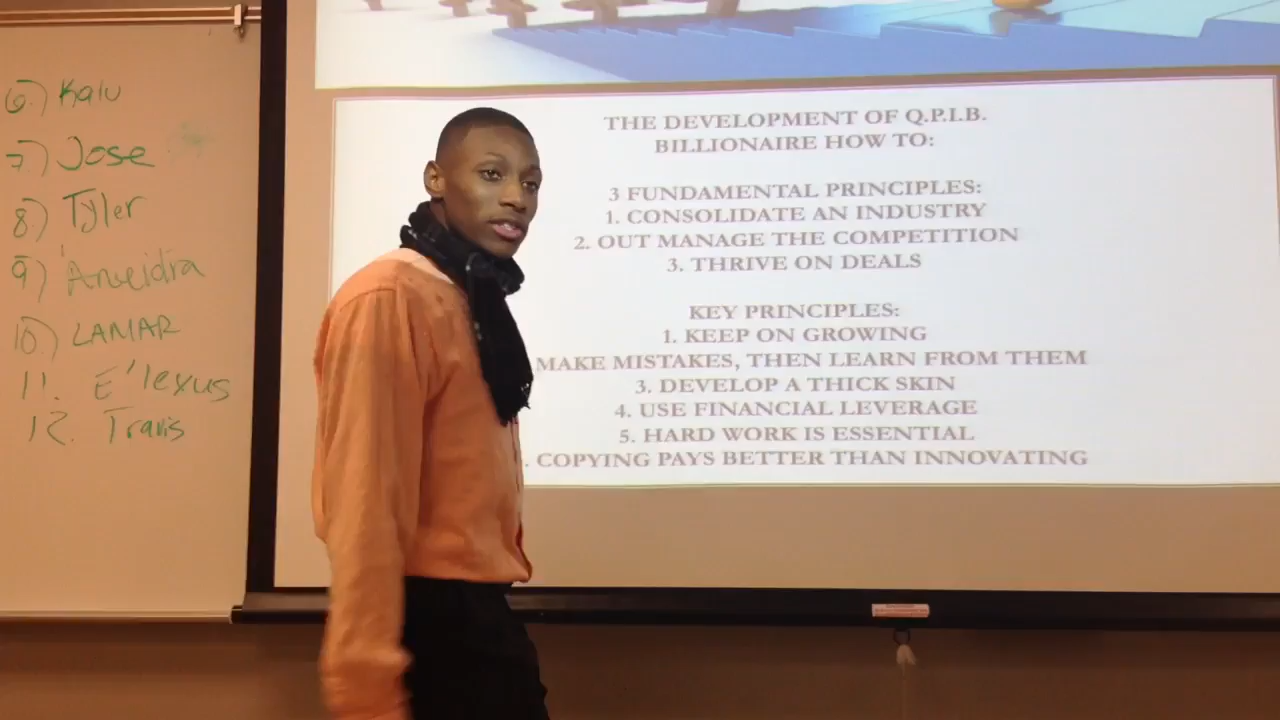 6.) Kalu
7.) Jose
8.) Tyler
9.) Aneidra
10.) LAMAR
11. E'lexus
12. Travis
THE DEVELOPMENT OF Q.P.I.B.
BILLIONAIRE HOW TO:
3 FUNDAMENTAL PRINCIPLES:
1. CONSOLIDATE AN INDUSTRY
2. OUT MANAGE THE COMPETITION
3. THRIVE ON DEALS
KEY PRINCIPLES:
1. KEEP ON GROWING
MAKE MISTAKES, THEN LEARN FROM THEM
3. DEVELOP A THICK SKIN
4. USE FINANCIAL LEVERAGE
5. HARD WORK IS ESSENTIAL
. COPYING PAYS BETTER THAN INNOVATING